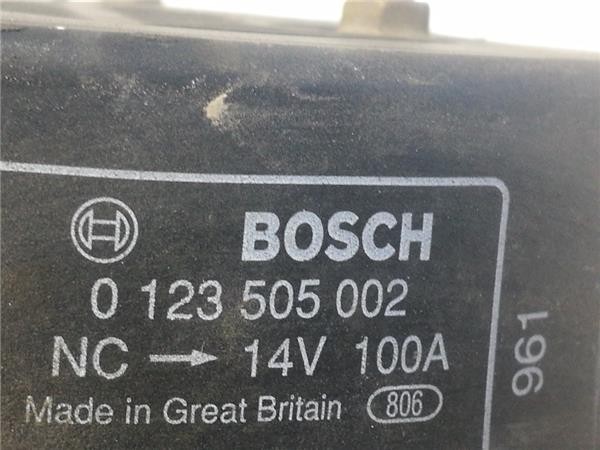 BOSCH
0 123 505 002
NC → 14V 100A
Made in Great Britain 806
961